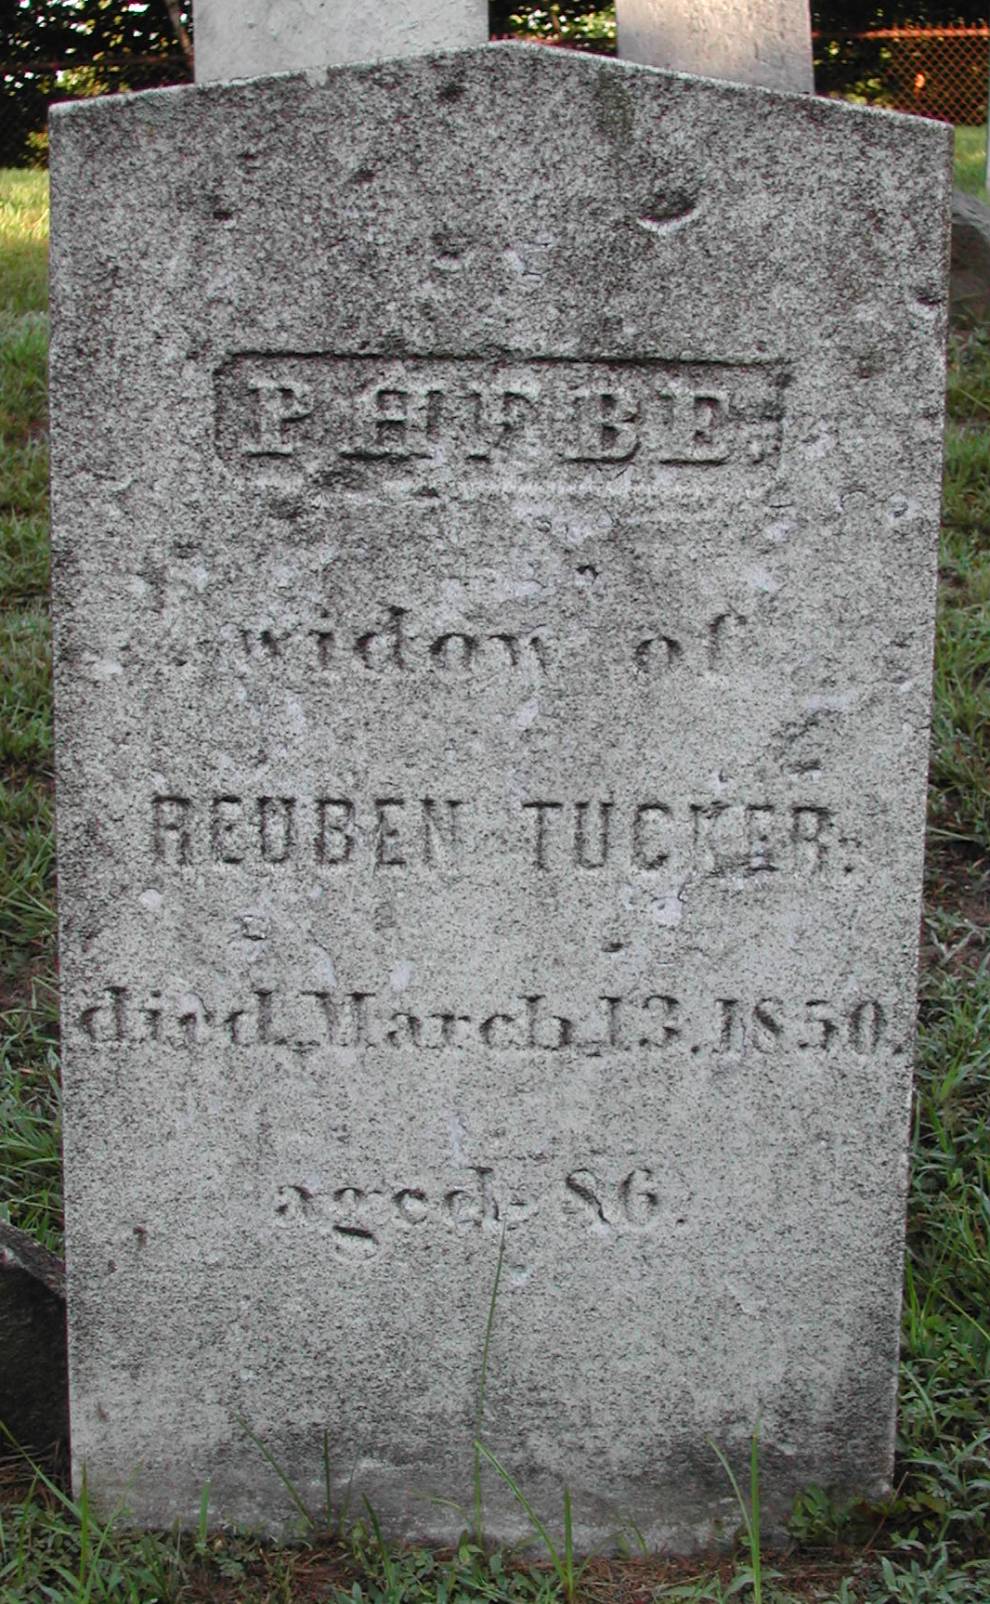 PHEBE.
widow of
REUBEN TUCKER.
died March 13. 1850.
aged 86.